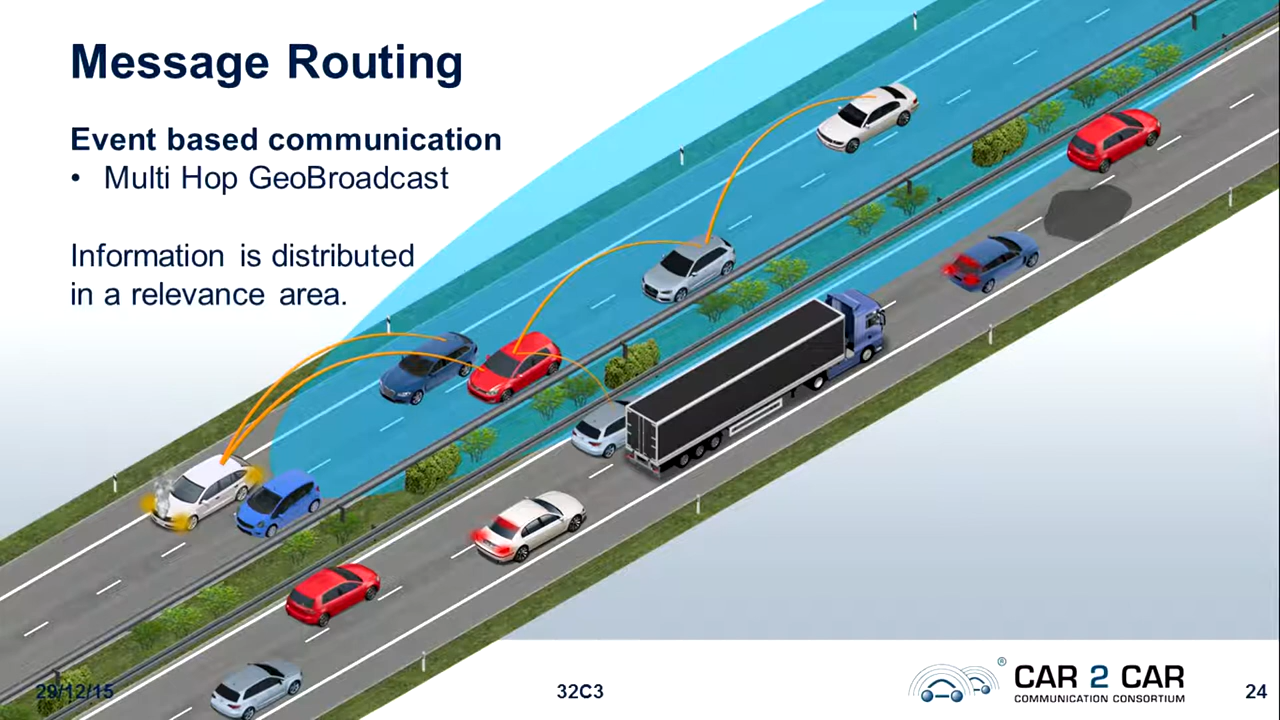 Message Routing
Event based communication
• Multi Hop GeoBroadcast
Information is distributed
in a relevance area.
29/12/15
32C3
® CAR 2 CAR
COMMUNICATION CONSORTIUM
24